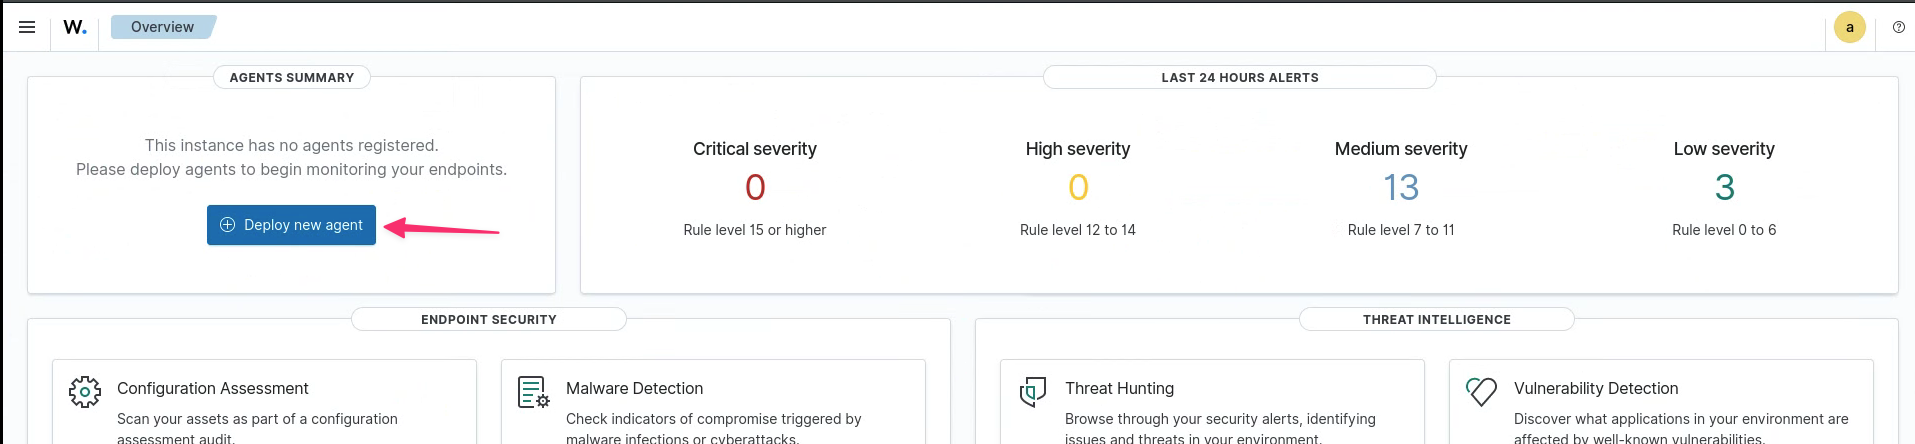 W. Overview a
AGENTS SUMMARY
This instance has no agents registered.
Please deploy agents to begin monitoring your endpoints.
Deploy new agent
LAST 24 HOURS ALERTS
Critical severity
0
Rule level 15 or higher
High severity
0
Rule level 12 to 14
Medium severity
13
Rule level 7 to 11
Low severity
3
Rule level 0 to 6
ENDPOINT SECURITY
Configuration Assessment
Scan your assets as part of a configuration
assessment audit.
Malware Detection
Check indicators of compromise triggered by
malware infections or cyberattacks.
THREAT INTELLIGENCE
Threat Hunting
Browse through your security alerts, identifying
issues and threats in your environment.
Vulnerability Detection
Discover what applications in your environment are
affected by well-known vulnerabilities.